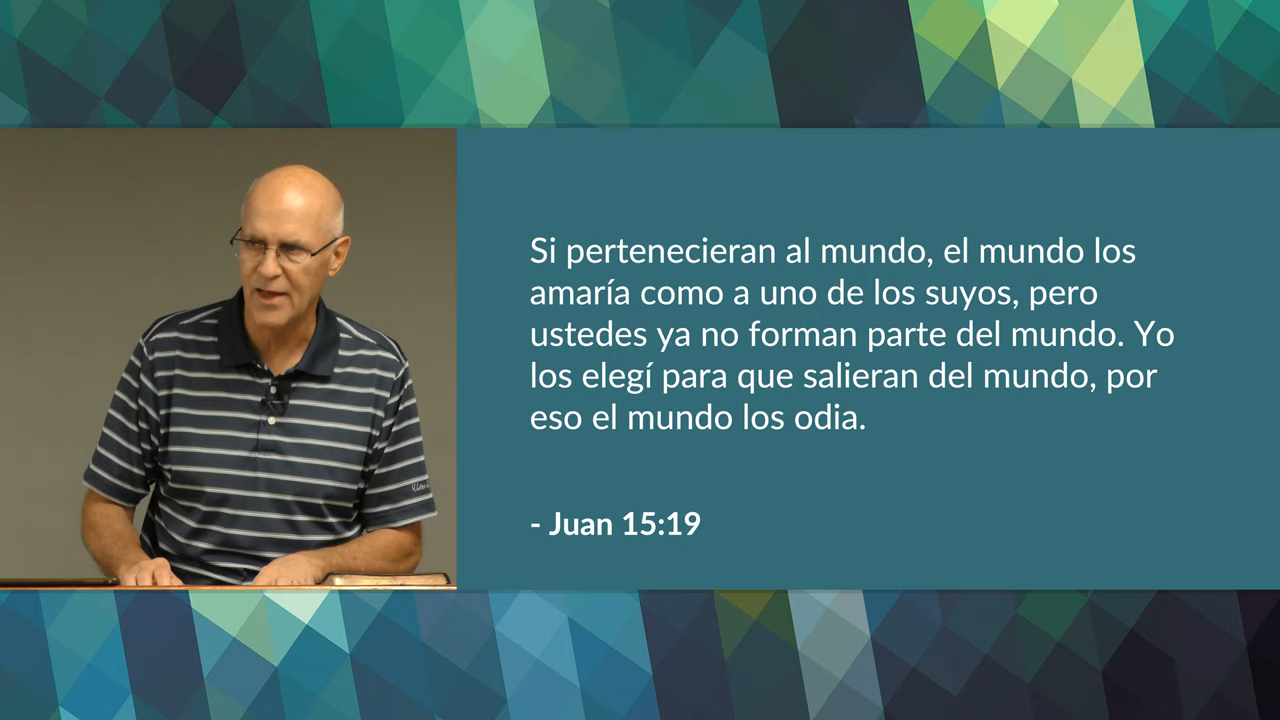 Si pertenecieran al mundo, el mundo los
amaría como a uno de los suyos, pero
ustedes ya no forman parte del mundo. Yo
los elegí para que salieran del mundo, por
eso el mundo los odia.
- Juan 15:19